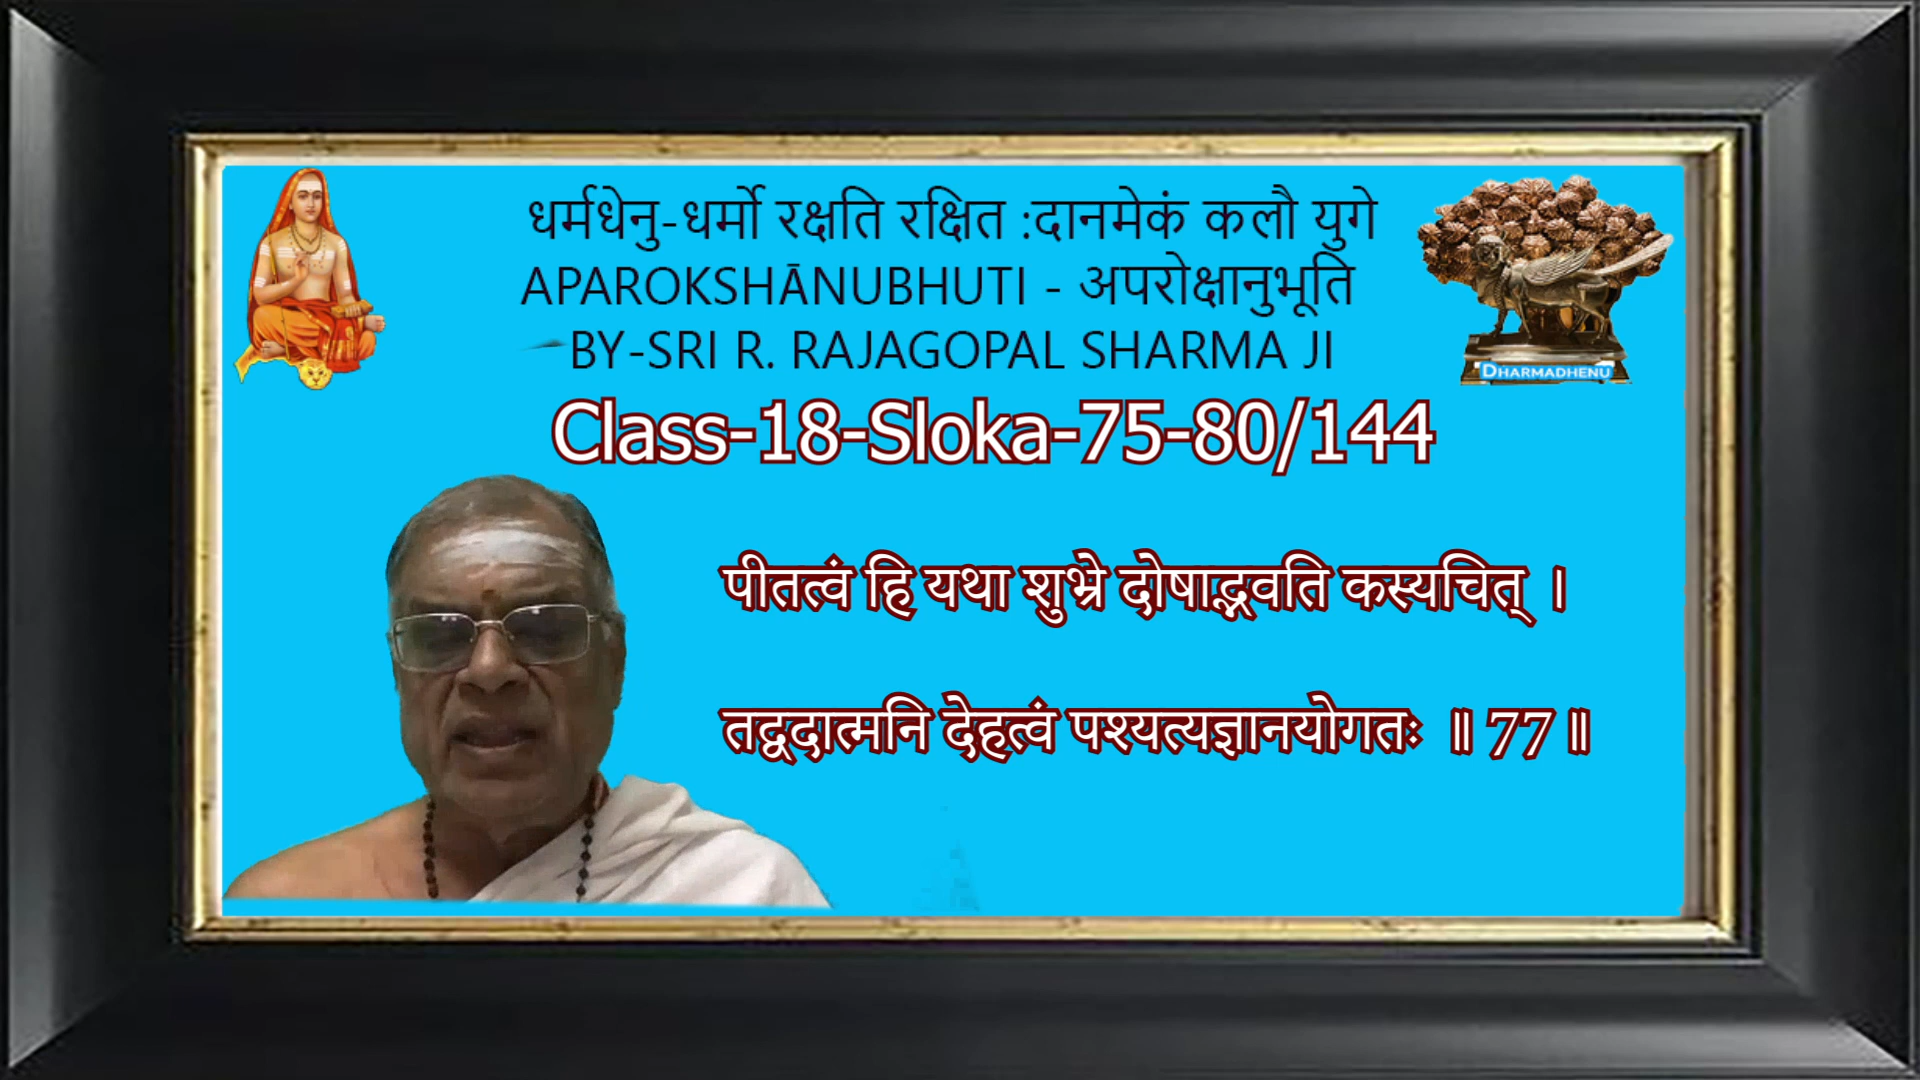 धर्मधेनु-धर्मो रक्षति रक्षित :दानमेकं कलौ युगे
APAROKSHĀNUBHUTI - अपरोक्षानुभूति
BY-SRI R. RAJAGOPAL SHARMA JI
DHARMADHENU
Class-18-Sloka-75-80/144
पीतत्वं हि यथा शुभ्रे दोषाद्भवति कस्यचित् ।
तद्वदात्मनि देहत्वं पश्यत्यज्ञानयोगतः ॥ 77 ॥